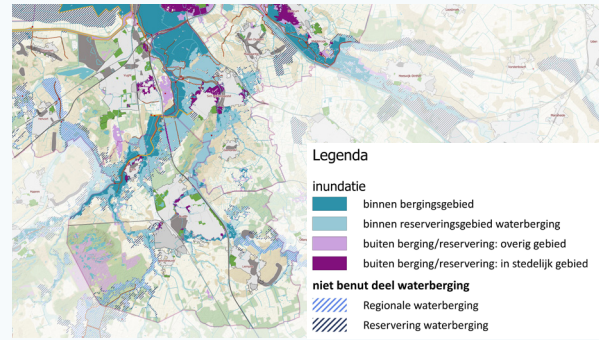 Legenda
inundatie
binnen bergingsgebied
binnen reserveringsgebied waterberging
buiten berging/reservering: overig gebied
buiten berging/reservering: in stedelijk gebied
niet benut deel waterberging
Regionale waterberging
Reservering waterberging